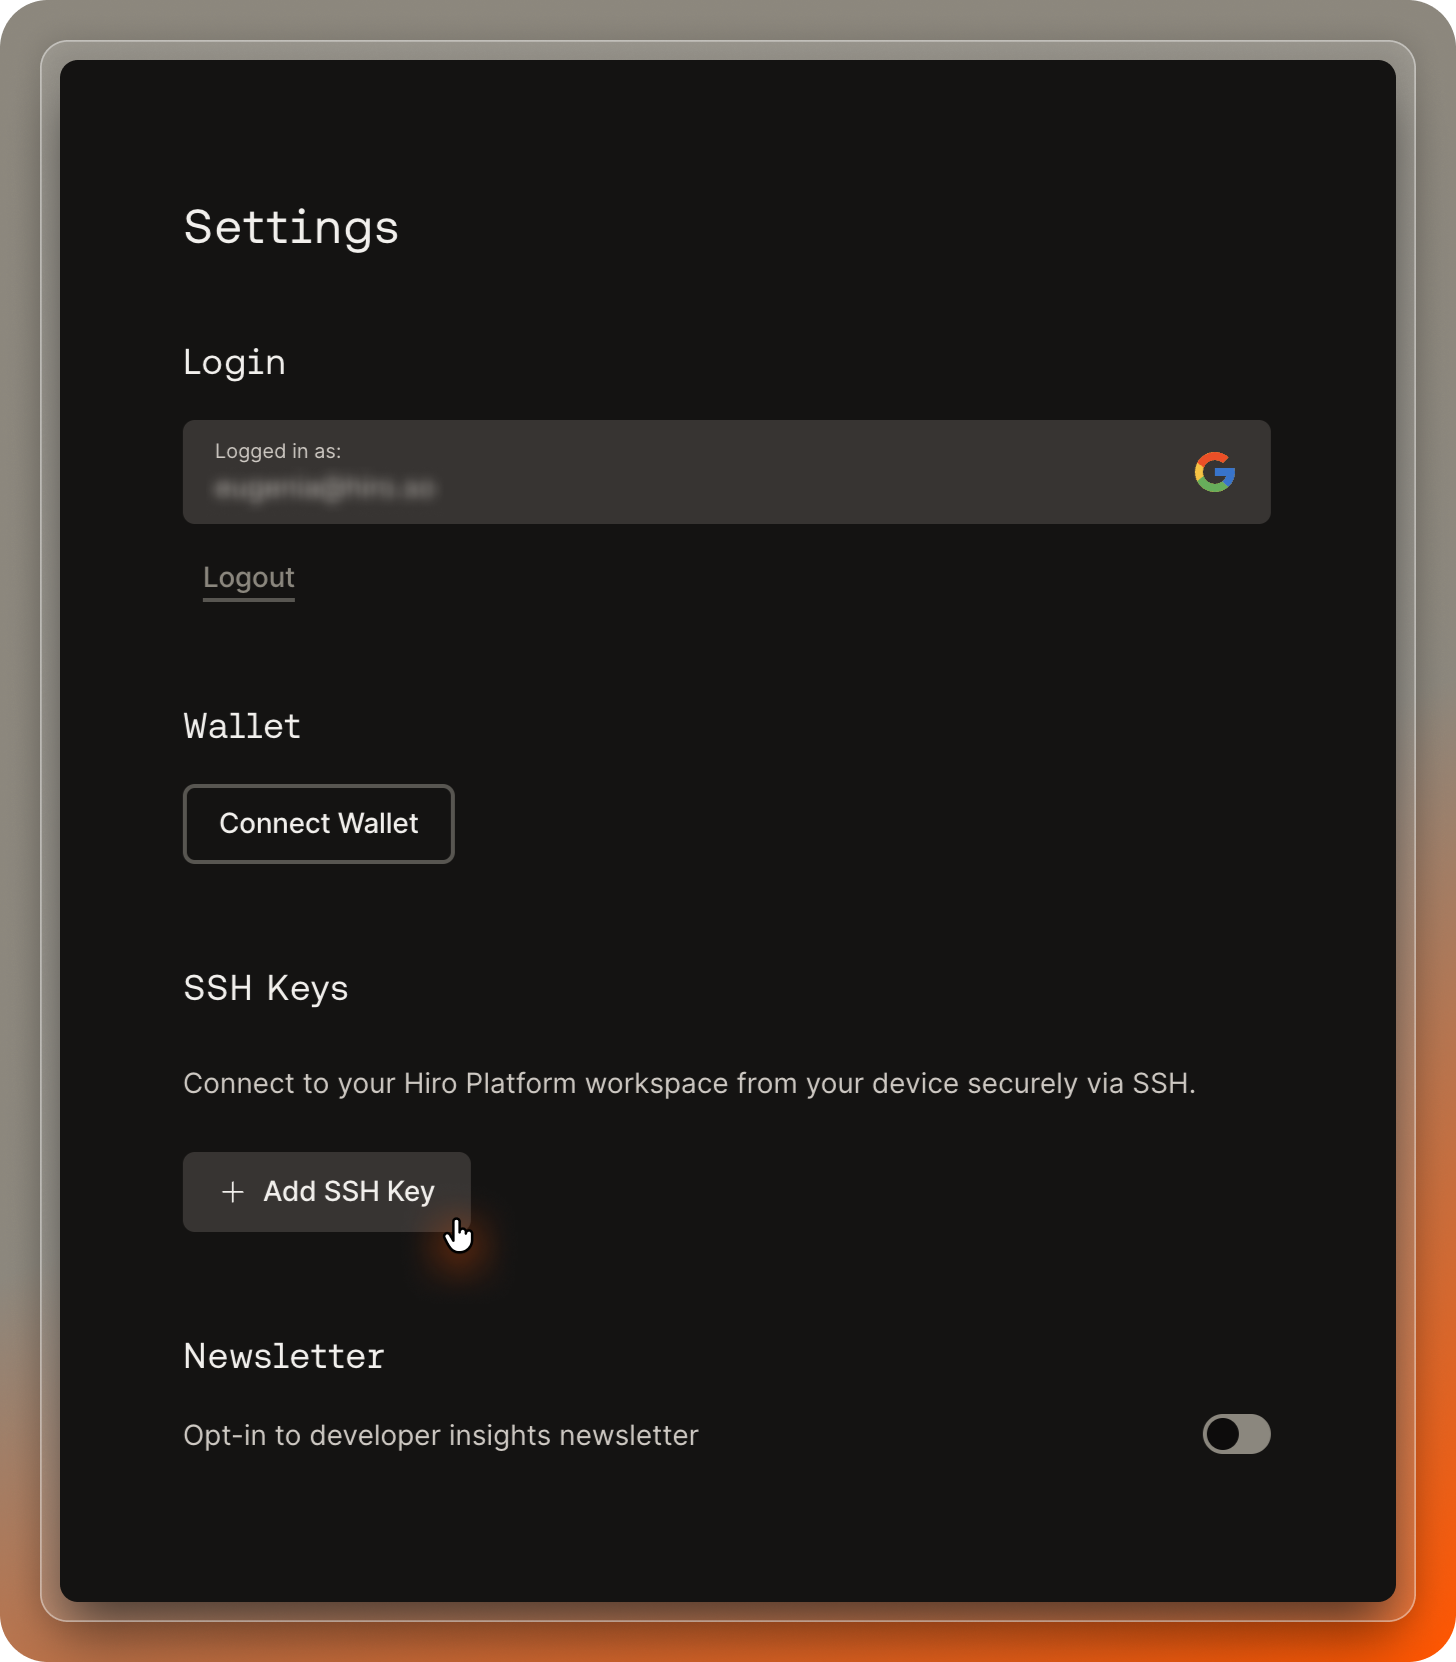 Settings
Login
Logged in as:
Logout
Wallet
Connect Wallet
SSH Keys
Connect to your Hiro Platform workspace from your device securely via SSH.
Add SSH Key
Newsletter
Opt-in to developer insights newsletter